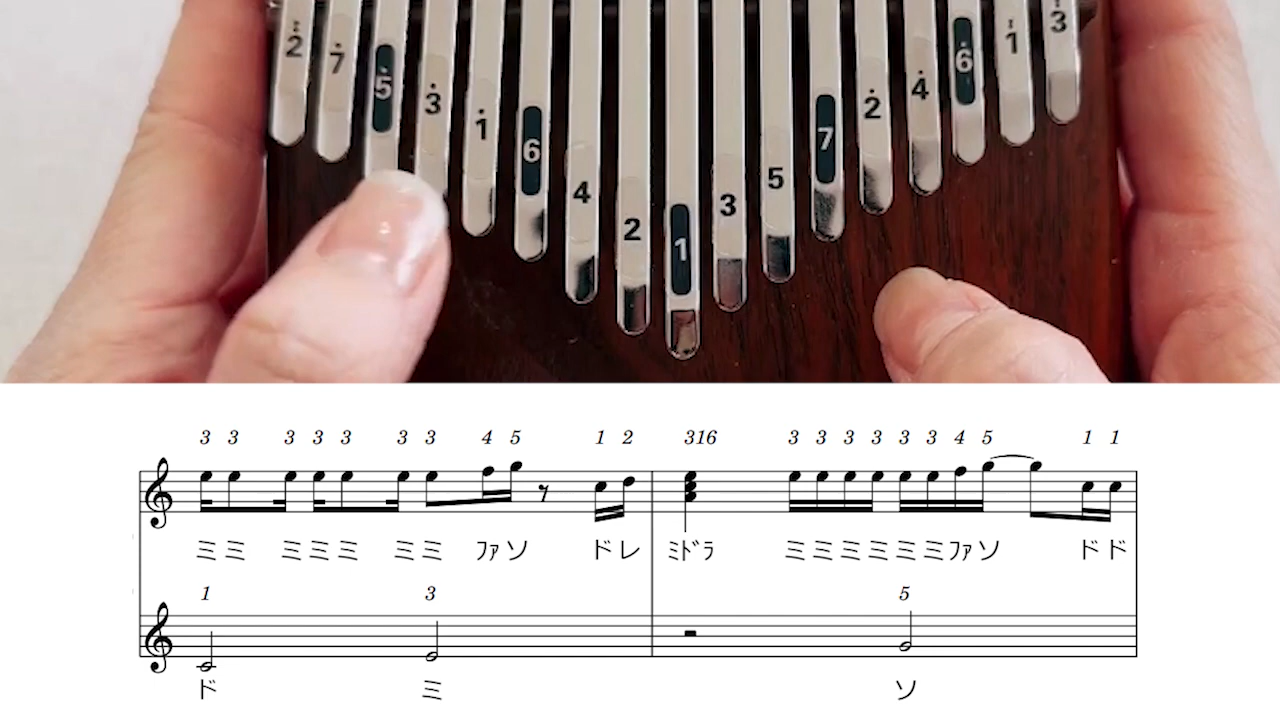 2 7 5 3 1 6 4 2 1 3 5 7 2 4 6 1 3
3 3 3 3 3 3 3 4 5 1 2 316 3 3 3 3 3 3 4 5 1 1
ミミ ミミミ ミミ ファソ ドレ ミドラ ミミミミミミファソ ドド
1 3 5
ド ミ ソ